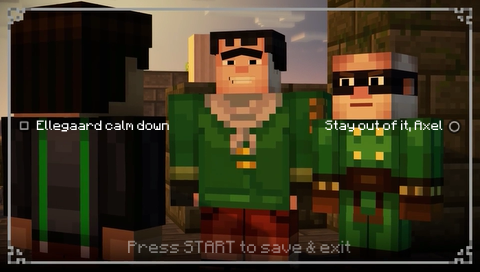 Ellegaard calm down
Stay out of it, Axel
Press START to save & exit